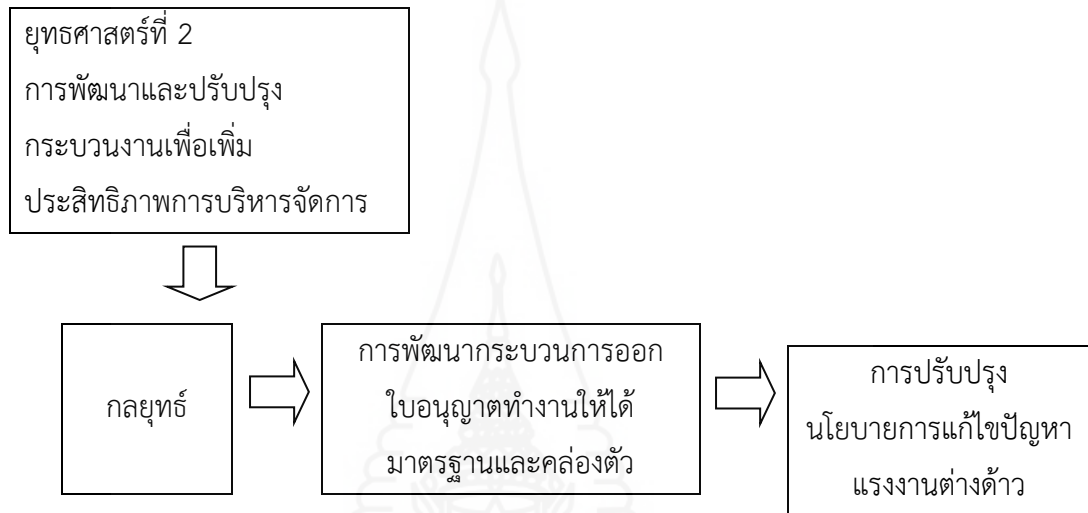 ยุทธศาสตร์ที่ 2
การพัฒนาและปรับปรุง
กระบวนงานเพื่อเพิ่ม
ประสิทธิภาพการบริหารจัดการ
กลยุทธ์
การพัฒนากระบวนการออก
ใบอนุญาตทำงานให้ได้
มาตรฐานและคล่องตัว
การปรับปรุง
นโยบายการแก้ไขปัญหา
แรงงานต่างด้าว